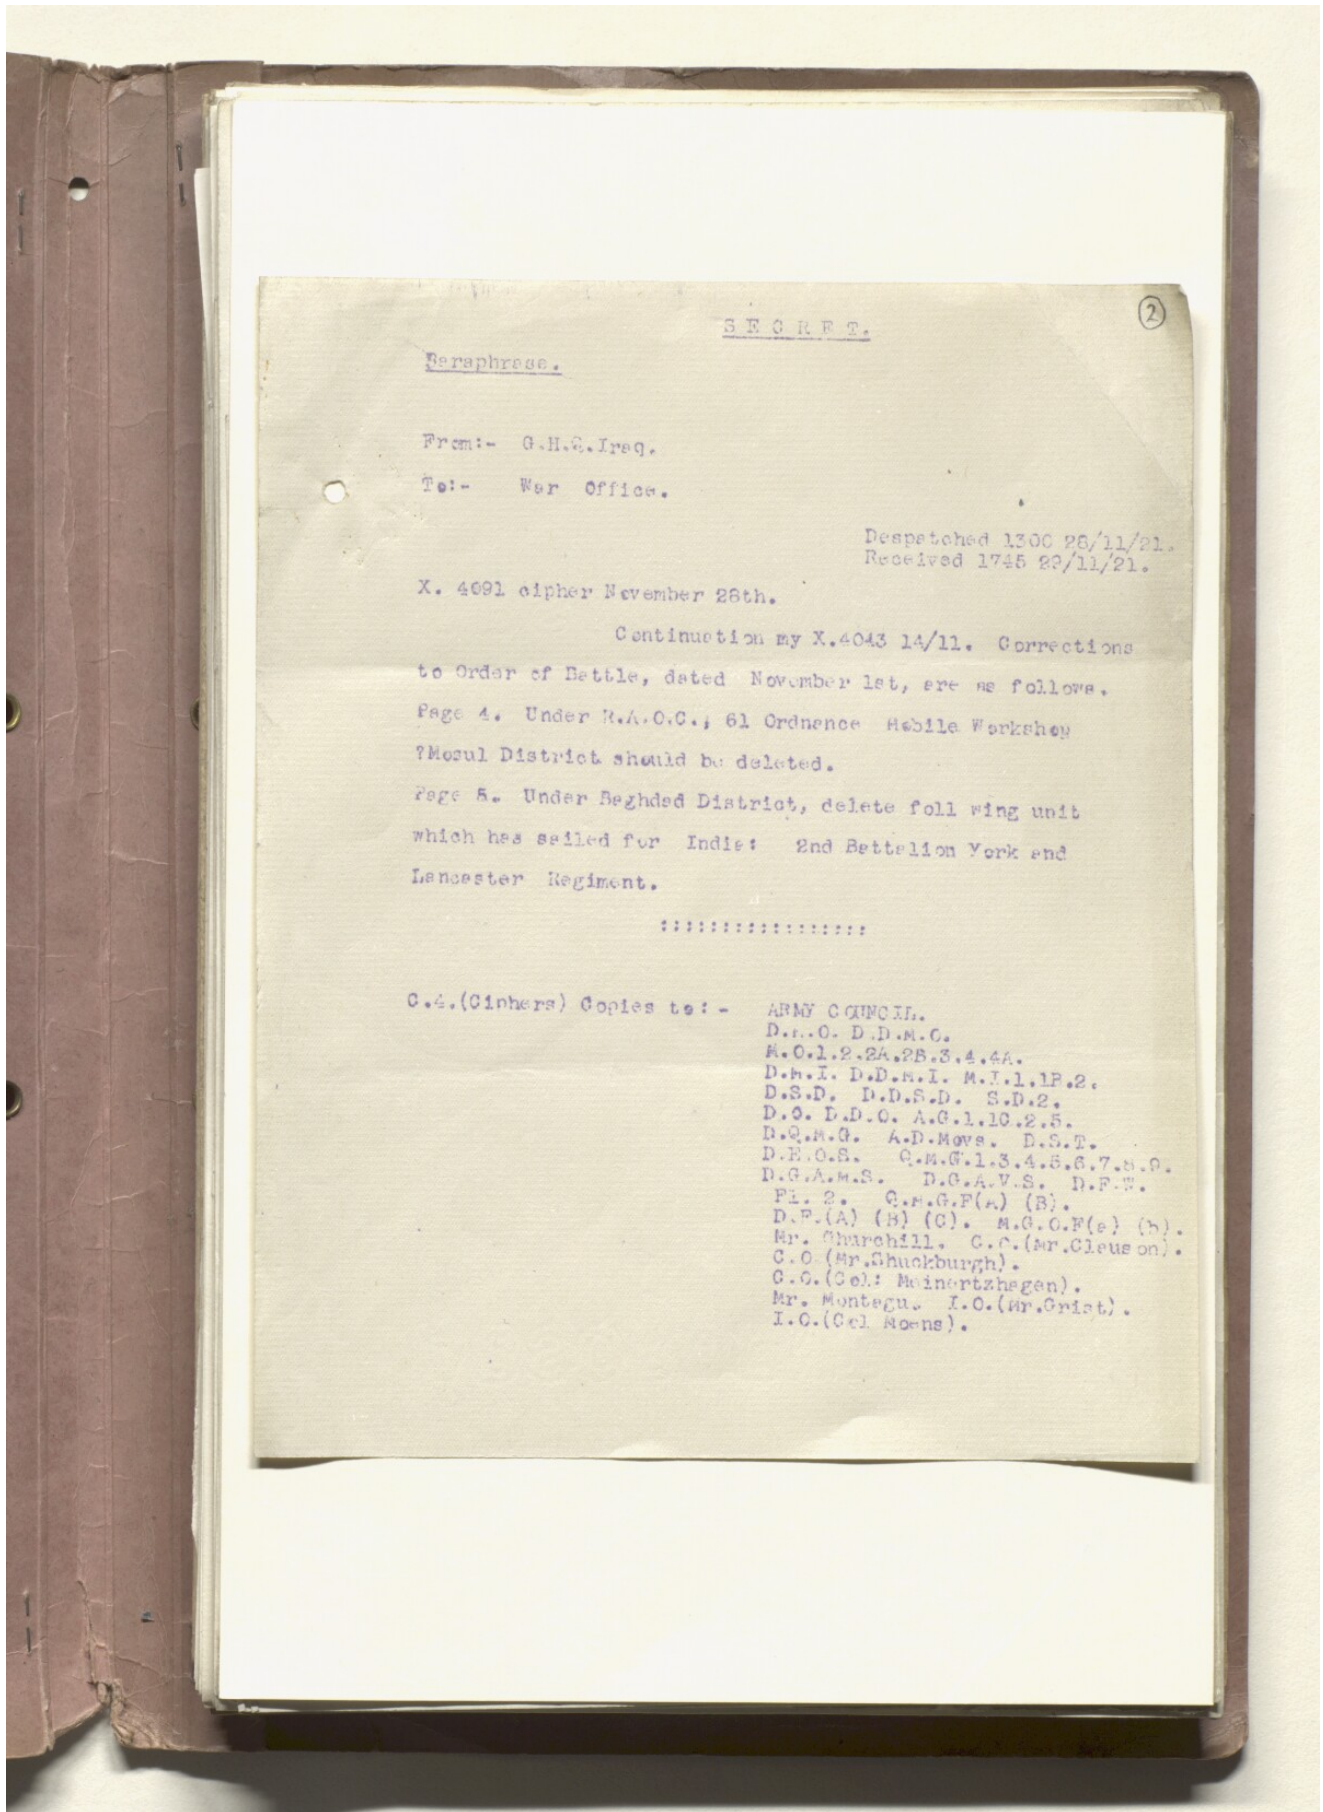 2
SECRET.
Paraphrase.
From:- G.H.Q.Iraq.
To:- War Office.
Despatched 1300 28/11/21.
Received 1745 29/11/21.
X. 4091 cipher November 28th.
Continuation my X.4043 14/11. Corrections
to Order of Battle, dated November 1st, are as follows.
Page 4. Under R.A.O.C., 61 Ordnance Mobile Workshop
?Mosul District should be deleted.
Page 5. Under Baghdad District, delete foll wing unit
which has sailed for India: 2nd Battalion York and
Lancaster Regiment.
:::::::::::::::::
C.4.(Ciphers) Copies to:- ARMY COUNCIL.
D.M.O. D.D.M.O.
M.O.1.2.2A.2B.3.4.4A.
D.M.I. D.D.M.I. M.I.1.1B.2.
D.S.D. D.D.S.D. S.D.2.
D.O. D.D.O. A.G.1.10.2.5.
D.Q.M.G. A.D.Movs. D.S.T.
D.E.O.S. Q.M.G.1.3.4.5.6.7.8.9.
D.G.A.M.S. D.G.A.V.S. D.F.W.
F1. 2. Q.M.G.F(A) (B).
D.F.(A) (B) (C). M.G.O.F(a) (b).
Mr. Churchill. C.O.(Mr.Clauson).
C.O.(Mr.Shuckburgh).
C.O.(Col: Meinertzhagen).
Mr. Montagu. I.O.(Mr.Grist).
I.O.(Col Moens).